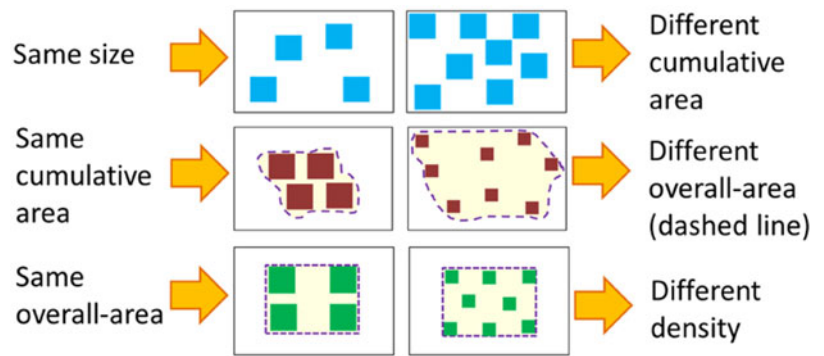 Same size
Different
cumulative
area
Same
cumulative
area
Different
overall-area
(dashed line)
Same
overall-area
Different
density